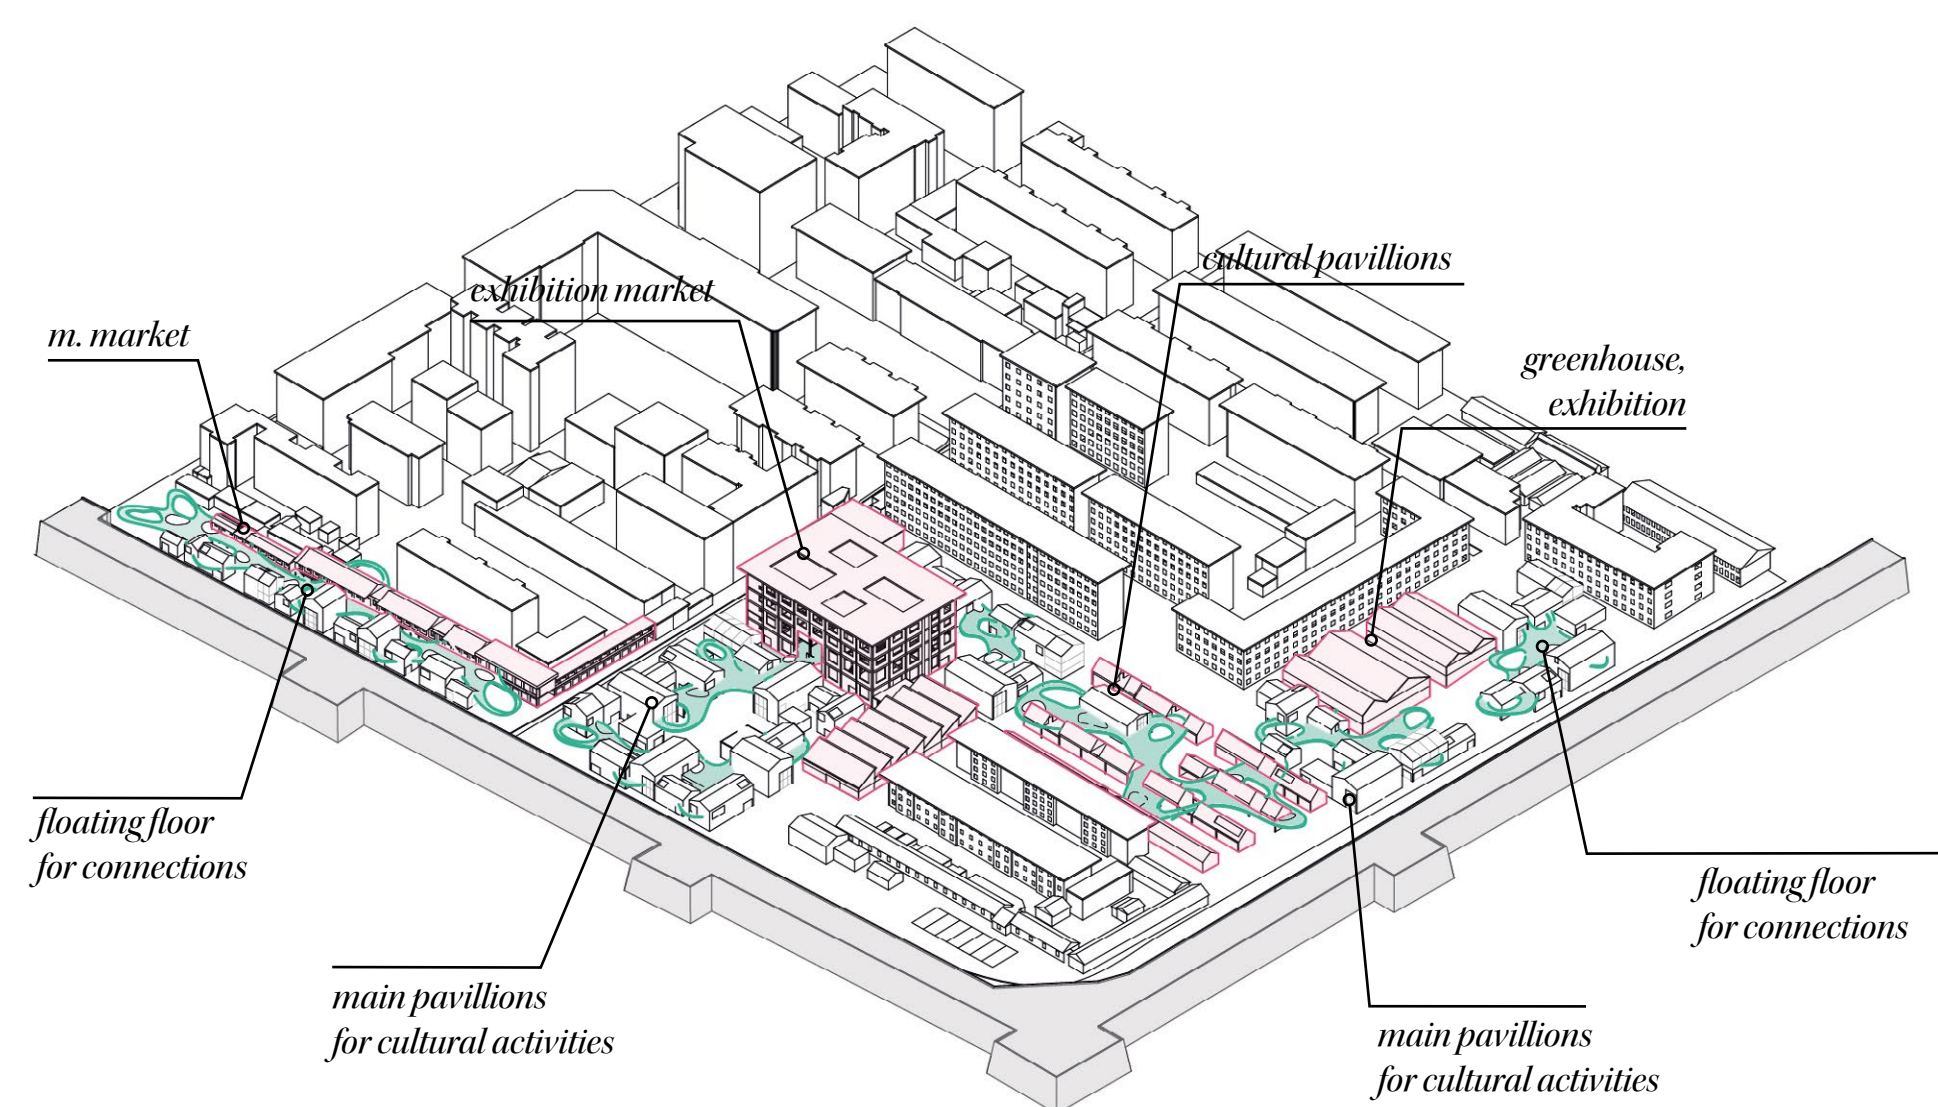 cultural pavillions
exhibition market
m. market
greenhouse,
exhibition
floating floor
for connections
floating floor
for connections
main pavillions
for cultural activities
main pavillions
for cultural activities